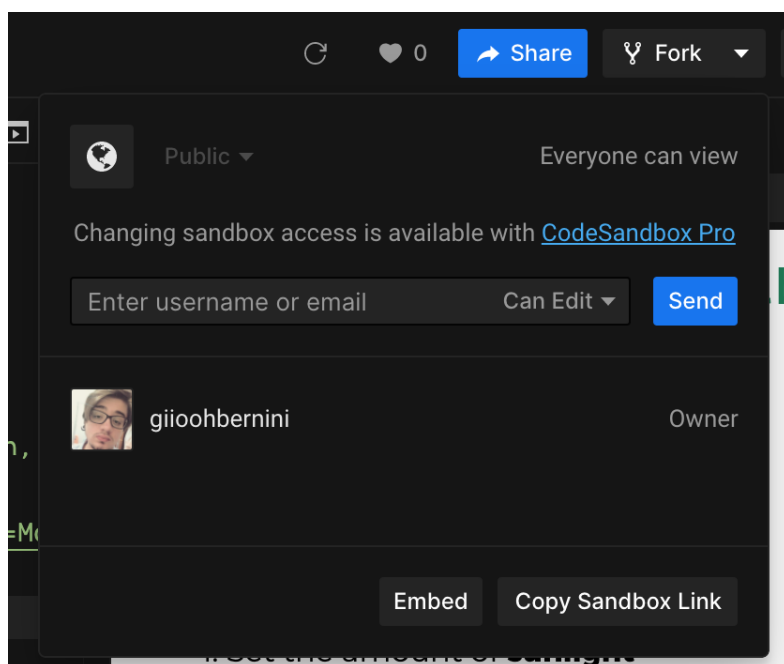 0 Share Fork
Public Everyone can view
Changing sandbox access is available with CodeSandbox Pro
Enter username or email Can Edit Send
giioohbernini Owner
Embed Copy Sandbox Link